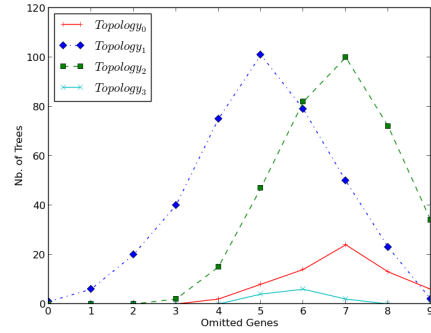 120
100
80
60
40
20
0
Nb. of Trees
Topology₀
Topology₁
Topology₂
Topology₃
0 1 2 3 4 5 6 7 8 9
Omitted Genes